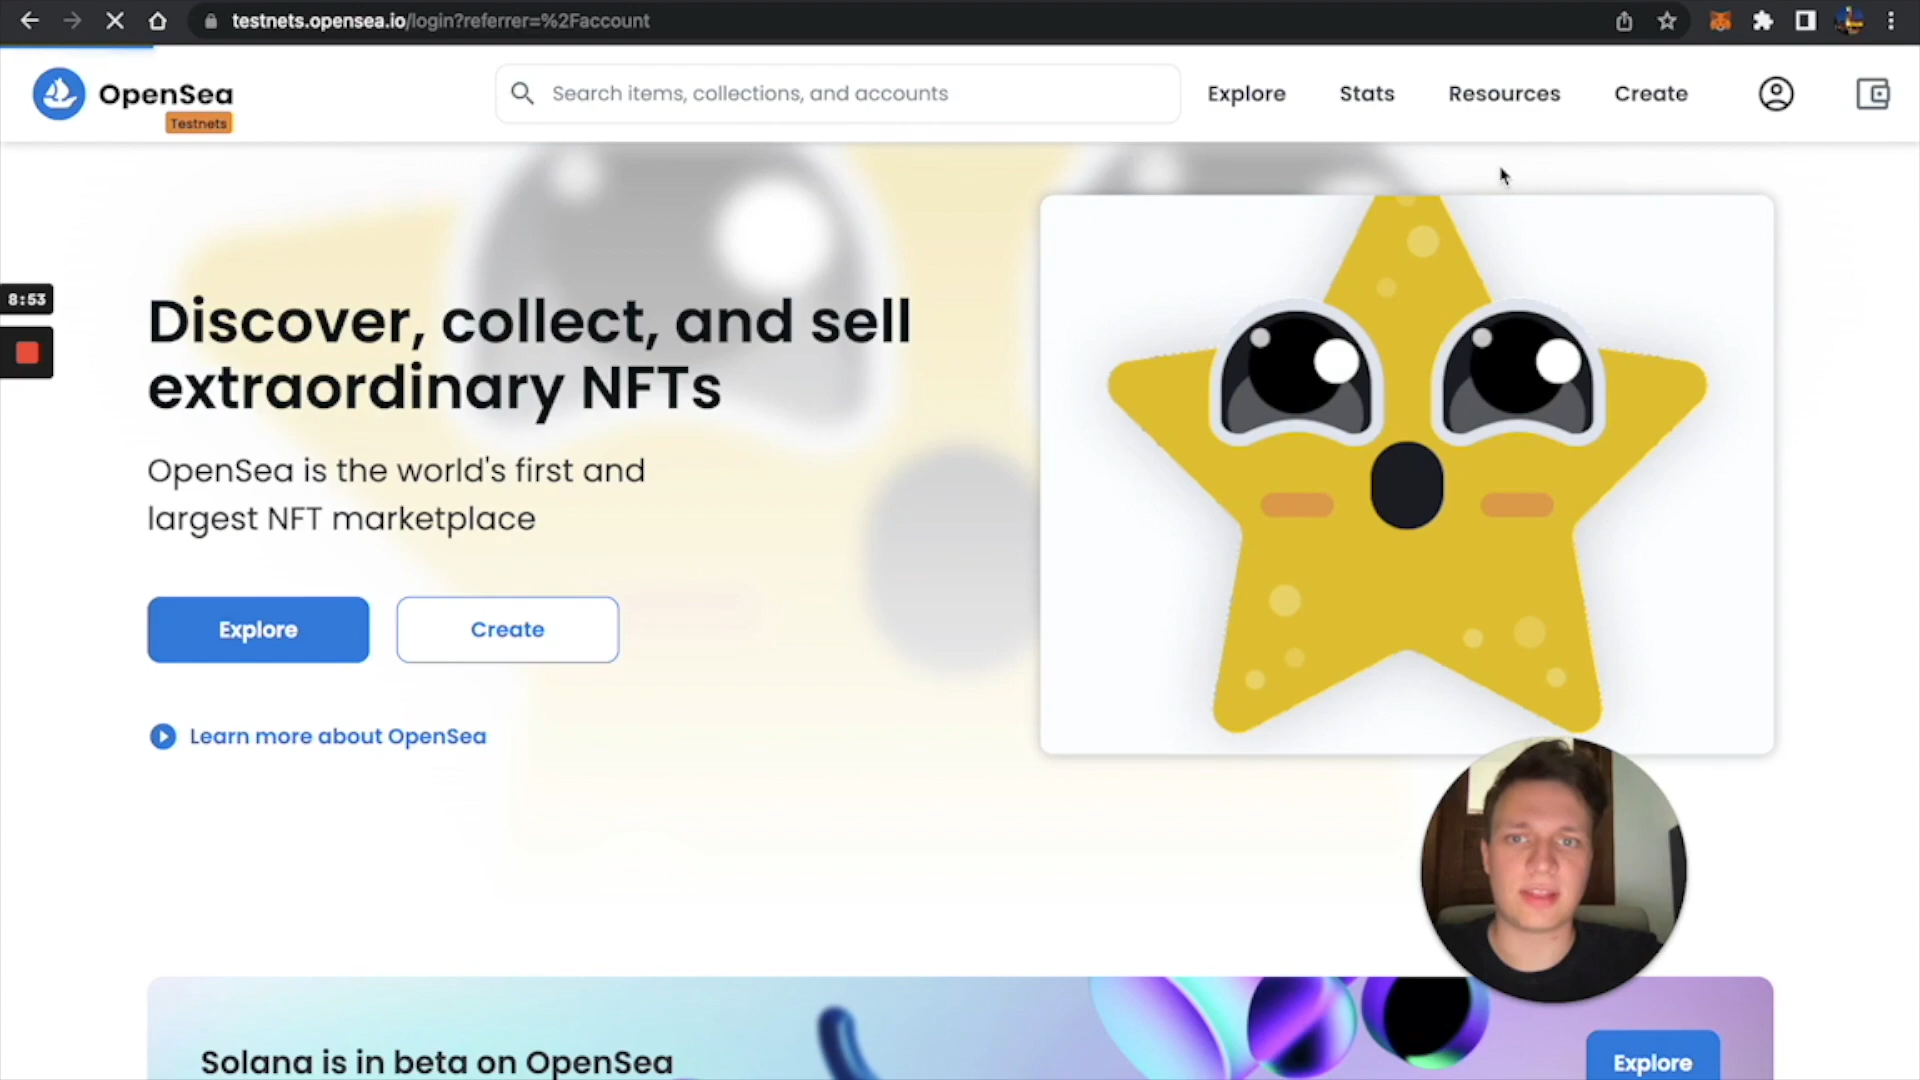 testnets.opensea.io/login?referrer=%2Faccount
OpenSea
Testnets
Search items, collections, and accounts
Explore
Stats
Resources
Create
8:53
Discover, collect, and sell
extraordinary NFTs
OpenSea is the world's first and
largest NFT marketplace
Explore
Create
Learn more about OpenSea
Solana is in beta on OpenSea
Explore